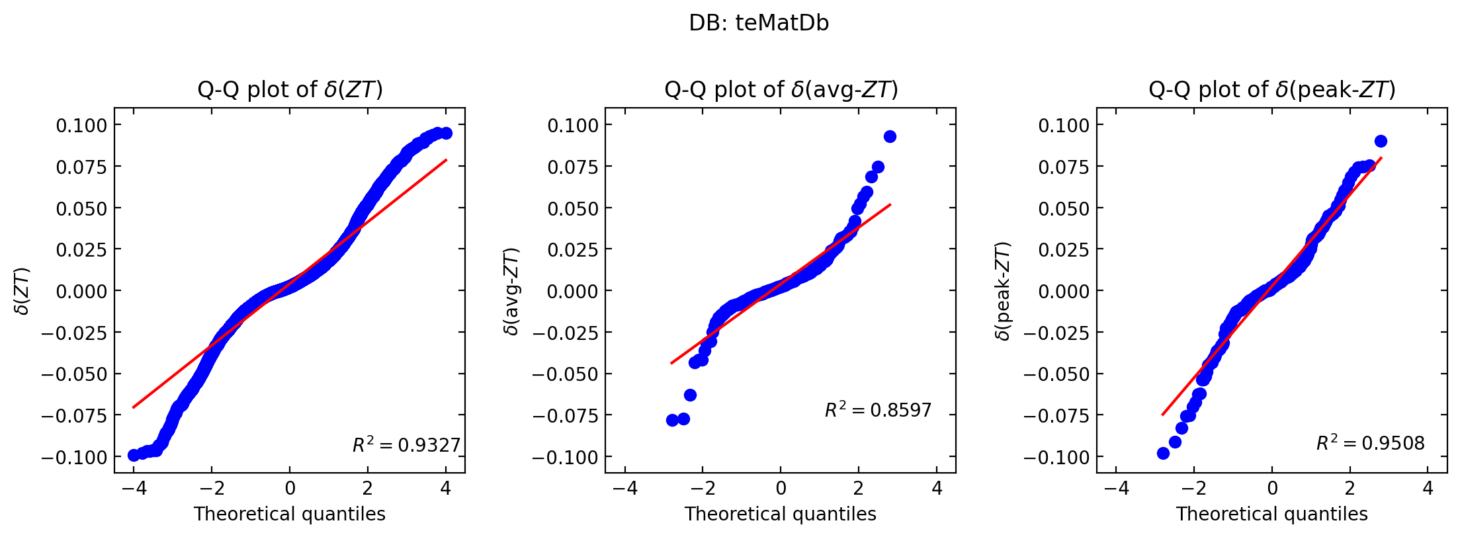 DB: teMatDb
Q-Q plot of δ(ZT)
δ(ZT)
0.100
0.075
0.050
0.025
0.000
−0.025
−0.050
−0.075
−0.100
R² = 0.9327
−4 −2 0 2 4
Theoretical quantiles
Q-Q plot of δ(avg-ZT)
δ(avg-ZT)
0.100
0.075
0.050
0.025
0.000
−0.025
−0.050
−0.075
−0.100
R² = 0.8597
−4 −2 0 2 4
Theoretical quantiles
Q-Q plot of δ(peak-ZT)
δ(peak-ZT)
0.100
0.075
0.050
0.025
0.000
−0.025
−0.050
−0.075
−0.100
R² = 0.9508
−4 −2 0 2 4
Theoretical quantiles